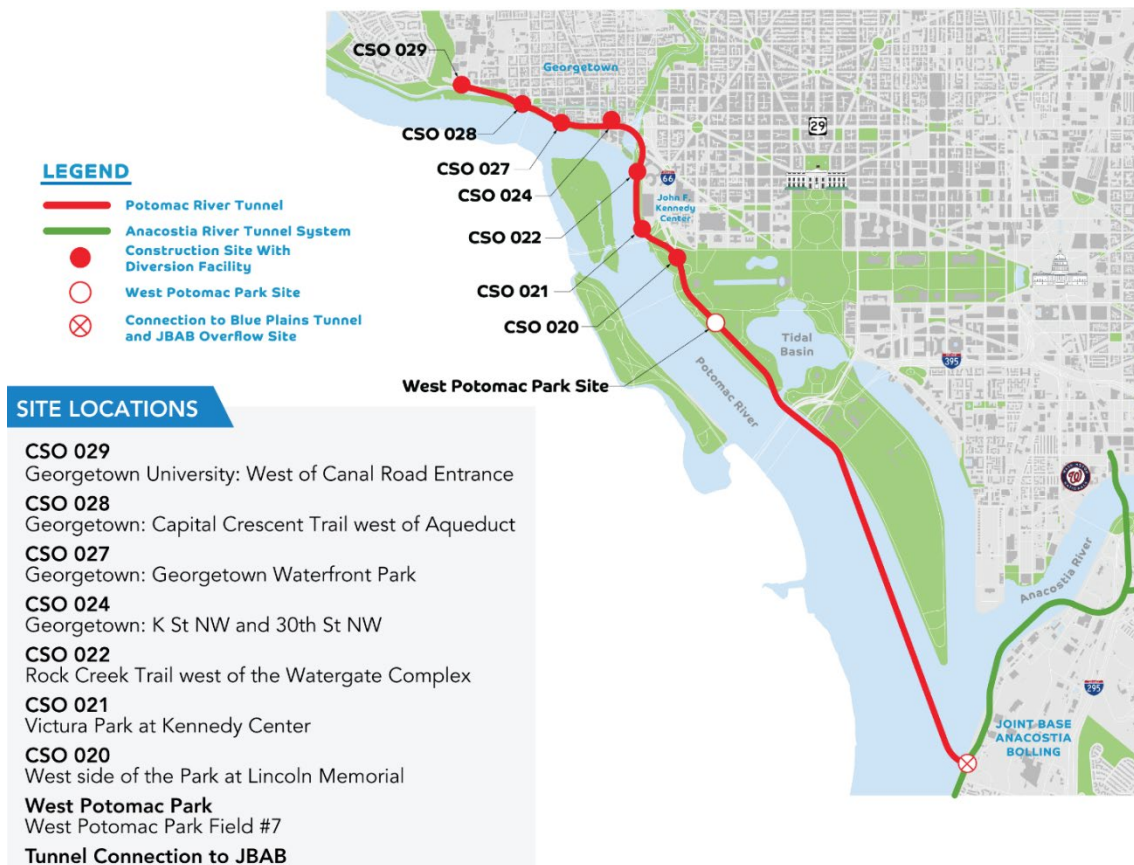 CSO 029
Georgetown
CSO 028
CSO 027
CSO 024
CSO 022
CSO 021
CSO 020
West Potomac Park Site
29
66
John F.
Kennedy
Center
Tidal
Basin
395
Potomac River
Anacostia River
295
JOINT BASE
ANACOSTIA
BOLLING
W
LEGEND
Potomac River Tunnel
Anacostia River Tunnel System
Construction Site With
Diversion Facility
West Potomac Park Site
Connection to Blue Plains Tunnel
and JBAB Overflow Site
SITE LOCATIONS
CSO 029
Georgetown University: West of Canal Road Entrance
CSO 028
Georgetown: Capital Crescent Trail west of Aqueduct
CSO 027
Georgetown: Georgetown Waterfront Park
CSO 024
Georgetown: K St NW and 30th St NW
CSO 022
Rock Creek Trail west of the Watergate Complex
CSO 021
Victura Park at Kennedy Center
CSO 020
West side of the Park at Lincoln Memorial
West Potomac Park
West Potomac Park Field #7
Tunnel Connection to JBAB